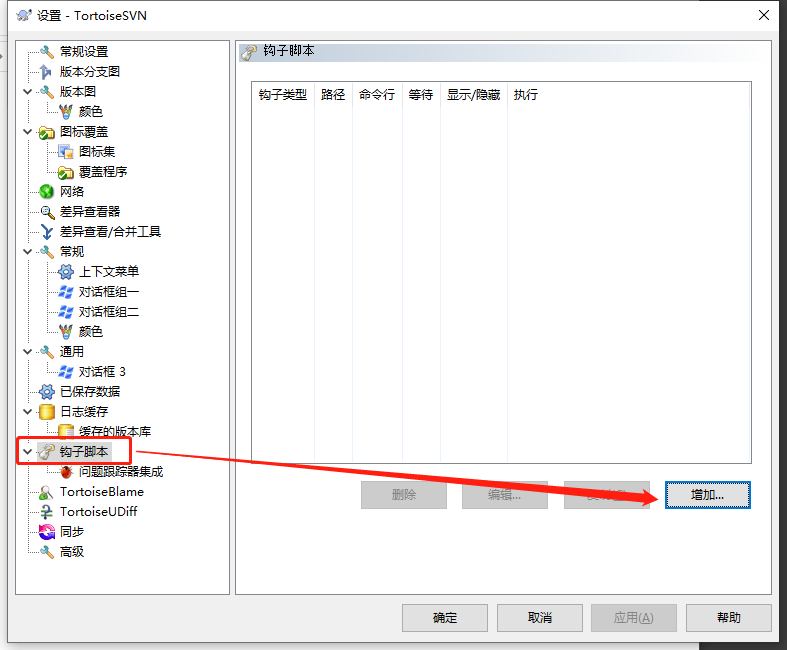 设置 - TortoiseSVN
常规设置
版本分支图
版本图
颜色
图标覆盖
图标集
覆盖程序
网络
差异查看器
差异查看/合并工具
常规
上下文菜单
对话框组一
对话框组二
颜色
通用
对话框 3
已保存数据
日志缓存
缓存的版本库
钩子脚本
问题跟踪器集成
TortoiseBlame
TortoiseUDiff
同步
高级
钩子脚本
钩子类型 路径 命令行 等待 显示/隐藏 执行
删除 编辑... 增加...
确定 取消 应用(A) 帮助